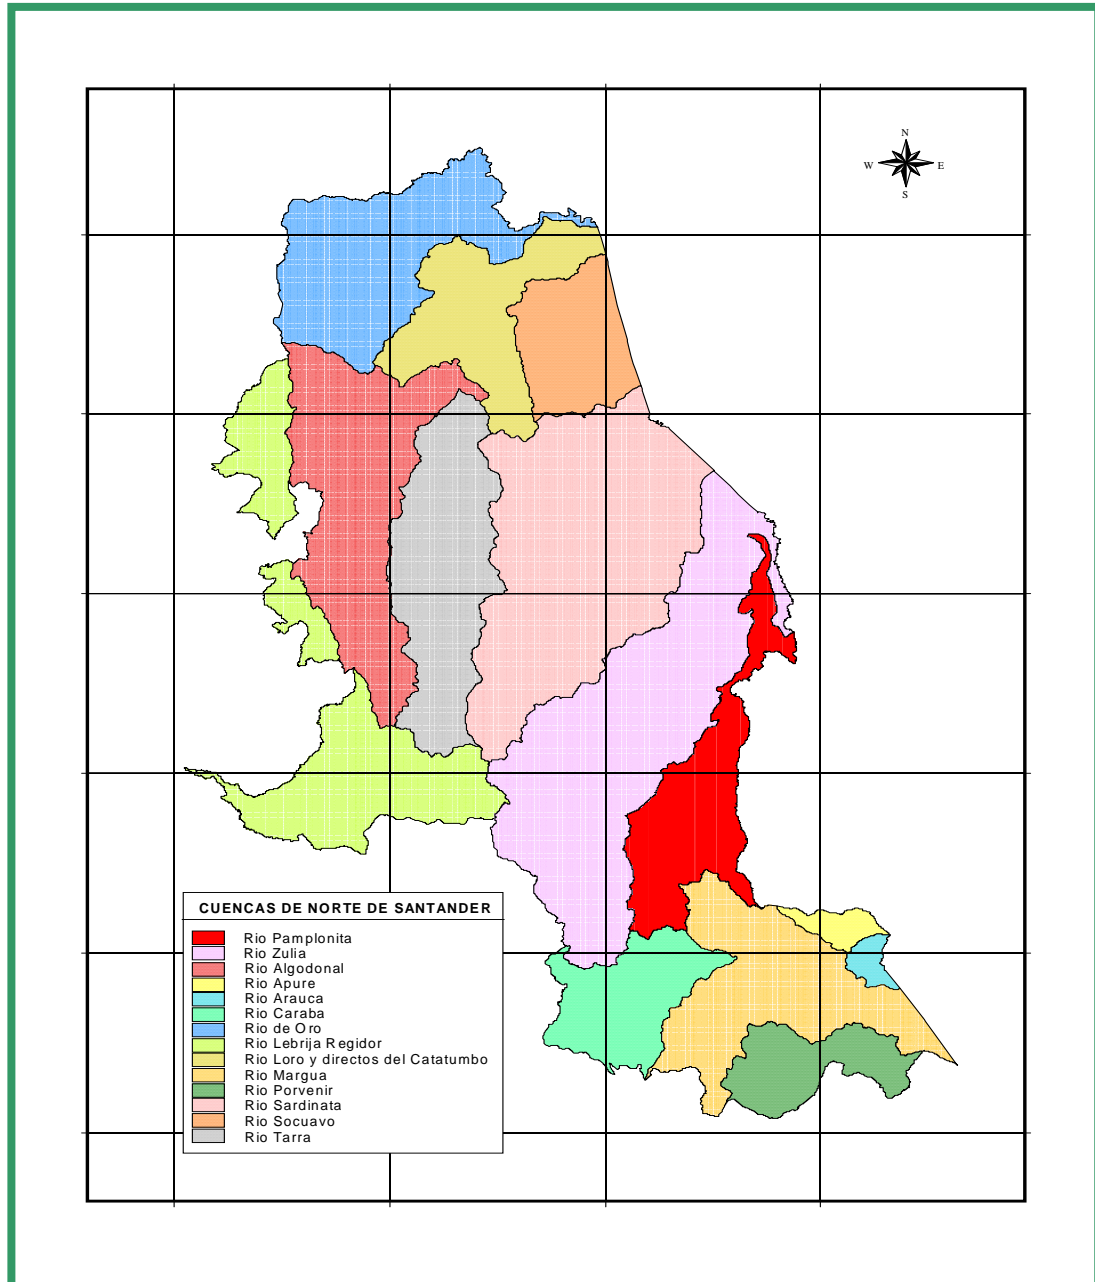 N
W E
S
CUENCAS DE NORTE DE SANTANDER
Rio Pamplonita
Rio Zulia
Rio Algodonal
Rio Apure
Rio Arauca
Rio Caraba
Rio de Oro
Rio Lebrija Regidor
Rio Loro y directos del Catatumbo
Rio Margua
Rio Porvenir
Rio Sardinata
Rio Socuavo
Rio Tarra